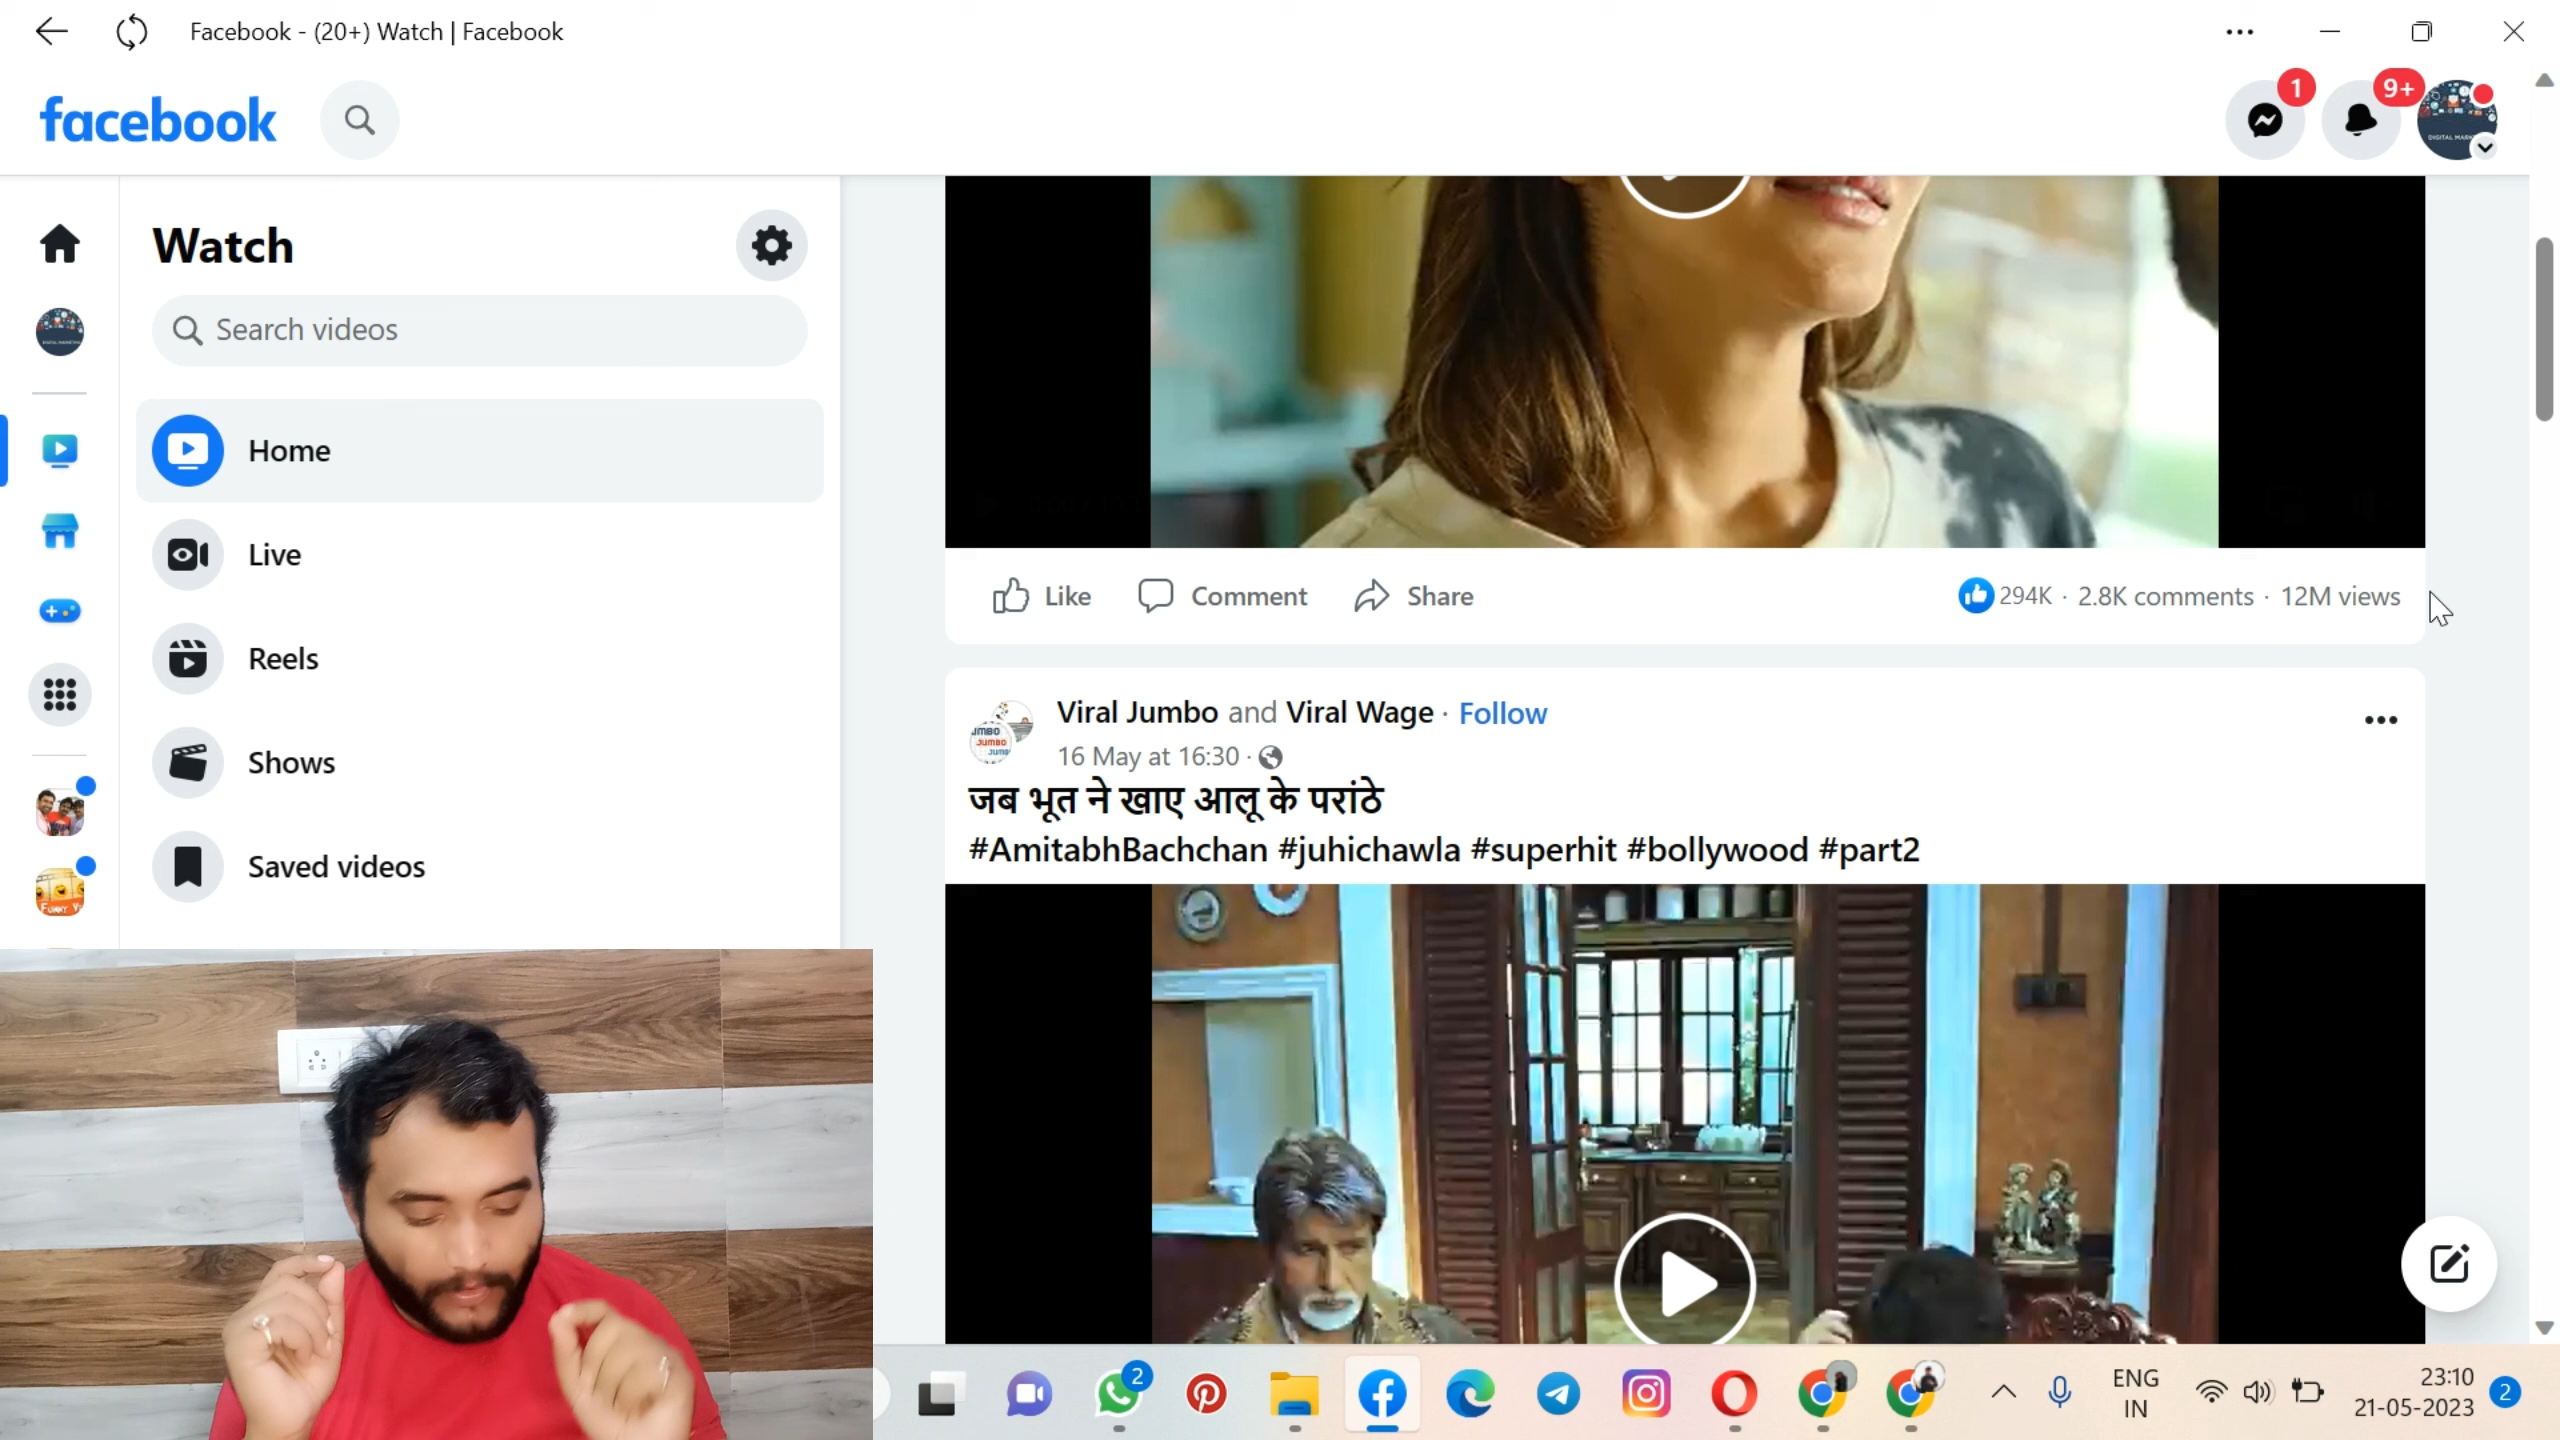 Facebook - (20+) Watch | Facebook
facebook
1
9+
Watch
Search videos
Home
Live
Reels
Shows
Saved videos
Like
Comment
Share
294K · 2.8K comments · 12M views
Viral Jumbo and Viral Wage · Follow
16 May at 16:30 ·
जब भूत ने खाए आलू के परांठे
#AmitabhBachchan #juhichawla #superhit #bollywood #part2
2
ENG
IN
23:10
21-05-2023
2